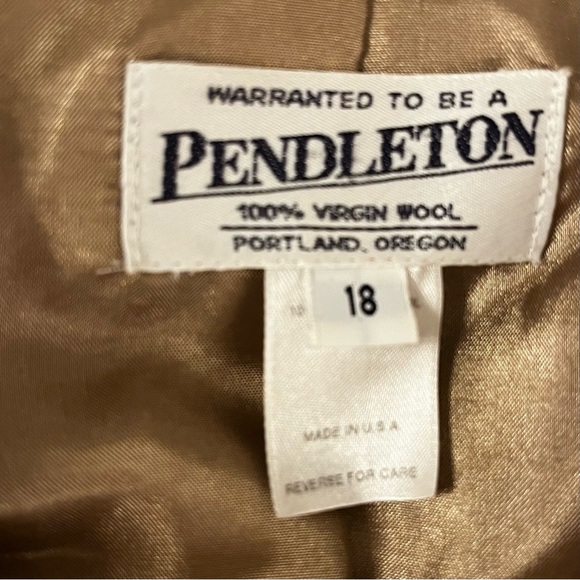 WARRANTED TO BE A
PENDLETON
100% VIRGIN WOOL
PORTLAND, OREGON
18
MADE IN U.S.A.
REVERSE FOR CARE